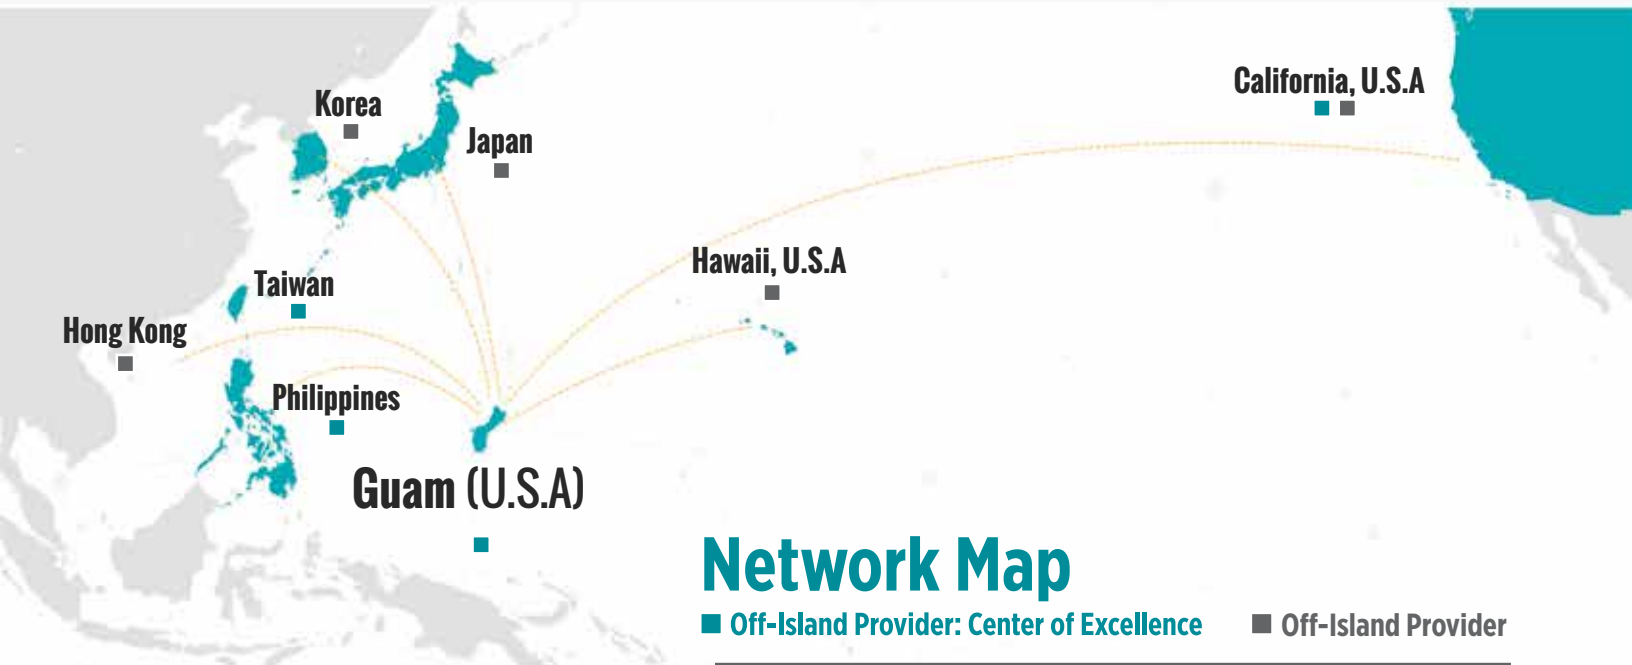 California, U.S.A
Korea
Japan
Hawaii, U.S.A
Taiwan
Hong Kong
Philippines
Guam (U.S.A)
Network Map
Off-Island Provider: Center of Excellence
Off-Island Provider